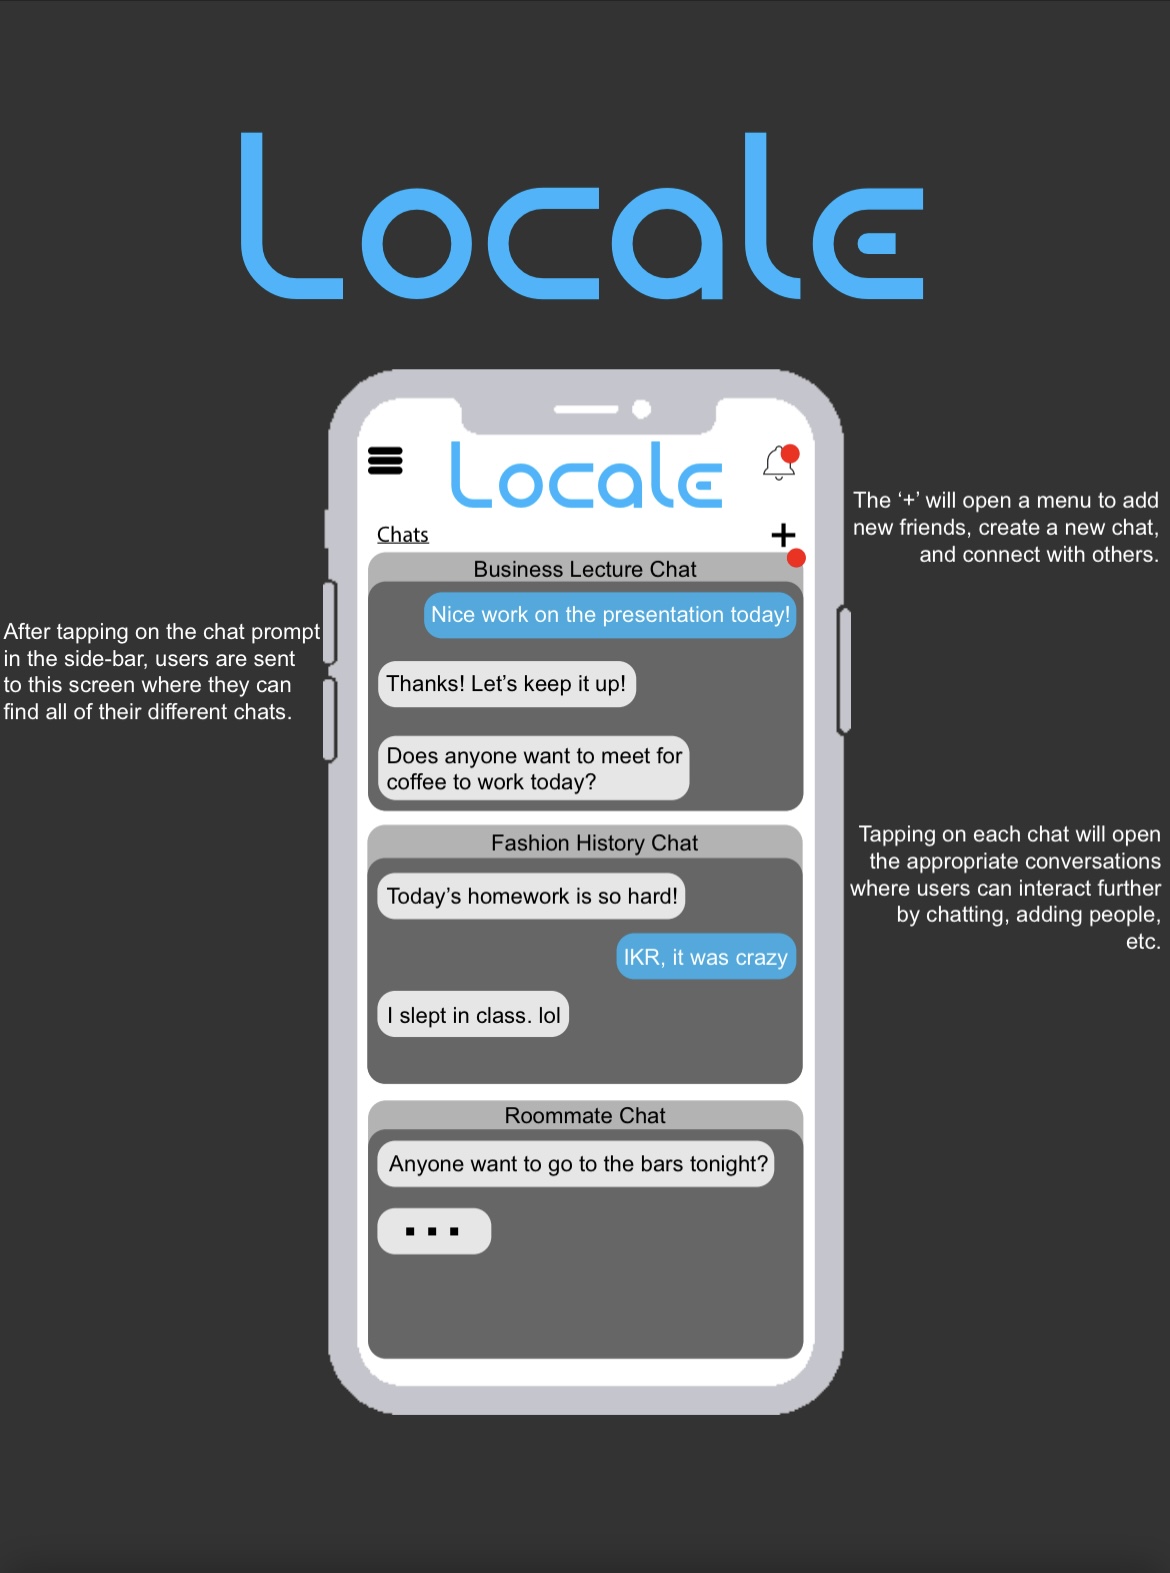 Locale
Locale
Chats
+
The ‘+’ will open a menu to add
new friends, create a new chat,
and connect with others.
Business Lecture Chat
Nice work on the presentation today!
Thanks! Let’s keep it up!
Does anyone want to meet for
coffee to work today?
After tapping on the chat prompt
in the side-bar, users are sent
to this screen where they can
find all of their different chats.
Fashion History Chat
Today’s homework is so hard!
IKR, it was crazy
I slept in class. lol
Tapping on each chat will open
the appropriate conversations
where users can interact further
by chatting, adding people,
etc.
Roommate Chat
Anyone want to go to the bars tonight?
...